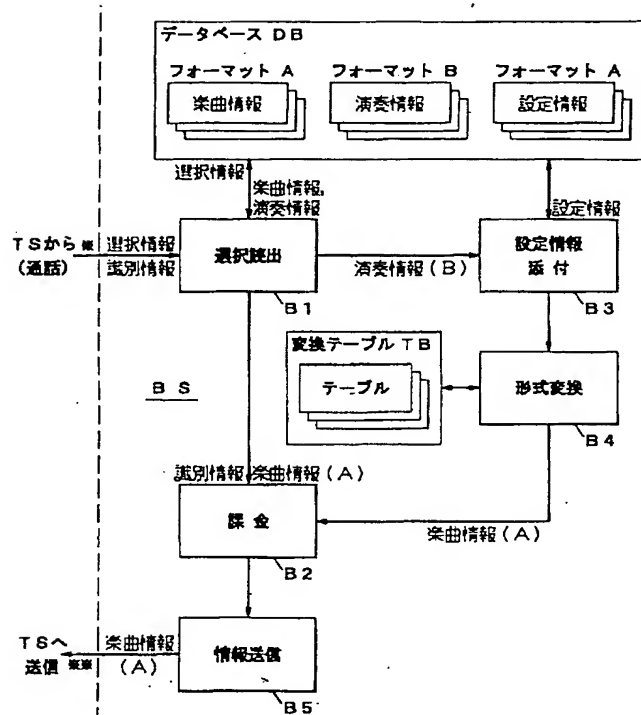 データベース DB
フォーマット A
フォーマット B
フォーマット A
楽曲情報
演奏情報
設定情報
選択情報
楽曲情報,
演奏情報
設定情報
TSから ※
(通話)
選択情報
識別情報
選択読出
演奏情報(B)
設定情報
添付
B1
B3
変換テーブル TB
テーブル
形式変換
BS
B4
識別情報
楽曲情報(A)
課金
楽曲情報(A)
B2
TSへ
送信 ※※
楽曲情報
(A)
情報送信
B5